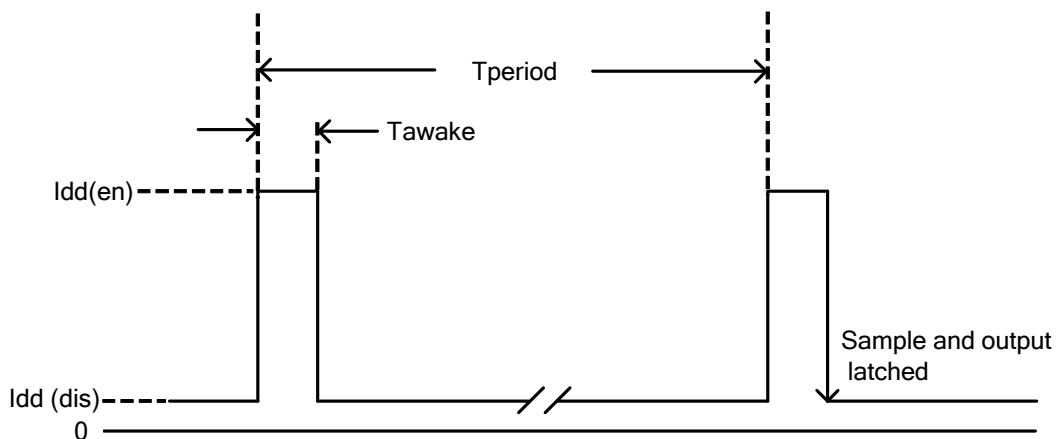 Tperiod
Tawake
Idd(en)
Sample and output
latched
Idd (dis)
0